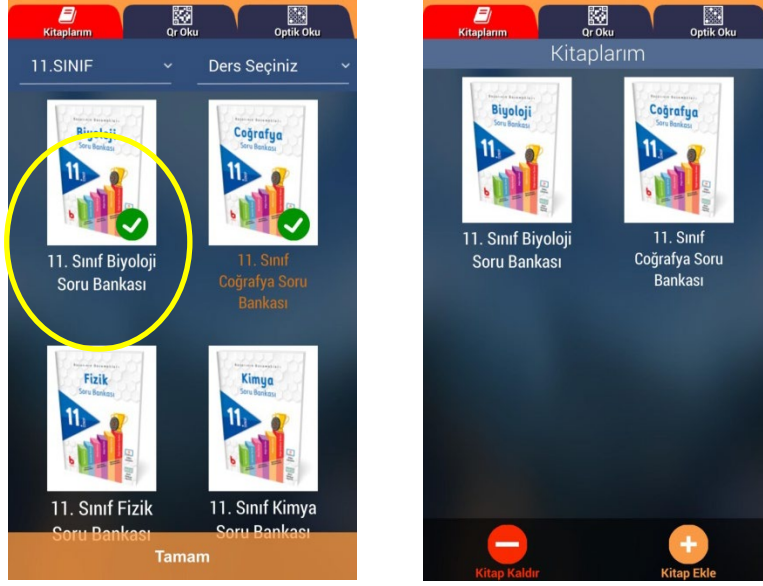 Kitaplarım
Qr Oku
Optik Oku
11.SINIF
Ders Seçiniz
Biyoloji
Soru Bankası
11.
Coğrafya
Soru Bankası
11.
11. Sınıf Biyoloji
Soru Bankası
11. Sınıf
Coğrafya Soru
Bankası
Fizik
Soru Bankası
11.
Kimya
Soru Bankası
11.
11. Sınıf Fizik
Soru Bankası
11. Sınıf Kimya
Soru Bankası
Tamam
Kitaplarım
Qr Oku
Optik Oku
Kitaplarım
Biyoloji
Soru Bankası
11.
Coğrafya
Soru Bankası
11.
11. Sınıf Biyoloji
Soru Bankası
11. Sınıf
Coğrafya Soru
Bankası
Kitap Kaldır
Kitap Ekle